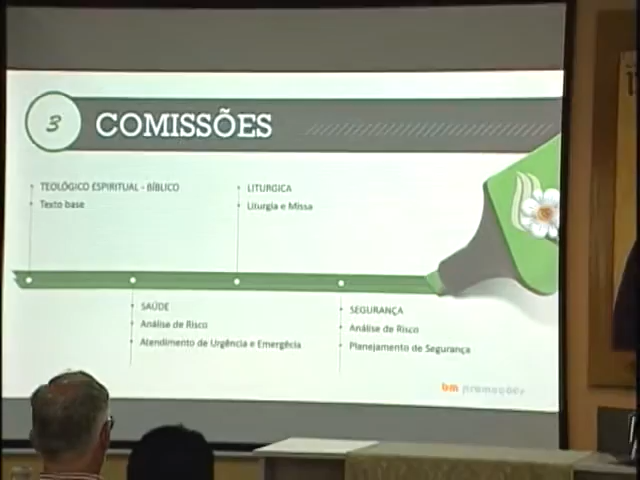 3
COMISSÕES
TEOLÓGICO ESPIRITUAL - BÍBLICO
Texto base
LITURGICA
Liturgia e Missa
SAÚDE
Análise de Risco
Atendimento de Urgência e Emergêcia
SEGURANÇA
Análise de Risco
Planejamento de Segurança
bm promoções